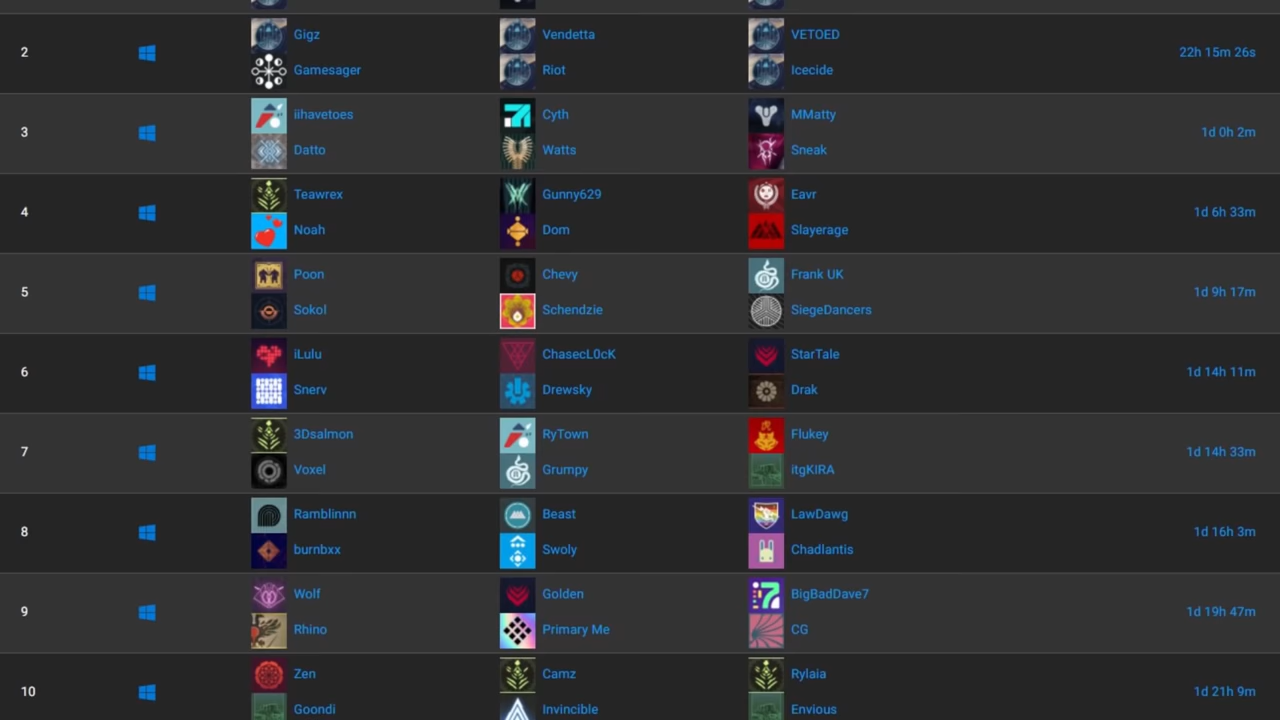 2 Gigz Vendetta VETOED 22h 15m 26s
Gamesager Riot Icecide
3 iihavetoes Cyth MMatty 1d 0h 2m
Datto Watts Sneak
4 Teawrex Gunny629 Eavr 1d 6h 33m
Noah Dom Slayerage
5 Poon Chevy Frank UK 1d 9h 17m
Sokol Schendzie SiegeDancers
6 iLulu ChasecL0cK StarTale 1d 14h 11m
Snerv Drewsky Drak
7 3Dsalmon RyTown Flukey 1d 14h 33m
Voxel Grumpy itgKIRA
8 Ramblinnn Beast LawDawg 1d 16h 3m
burnbxx Swoly Chadlantis
9 Wolf Golden BigBadDave7 1d 19h 47m
Rhino Primary Me CG
10 Zen Camz Rylaia 1d 21h 9m
Goondi Invincible Envious